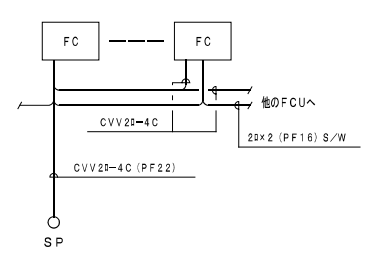 FC
FC
他のFCUへ
CVV2□-4C
2□×2 (PF16) S/W
CVV2□-4C (PF22)
SP